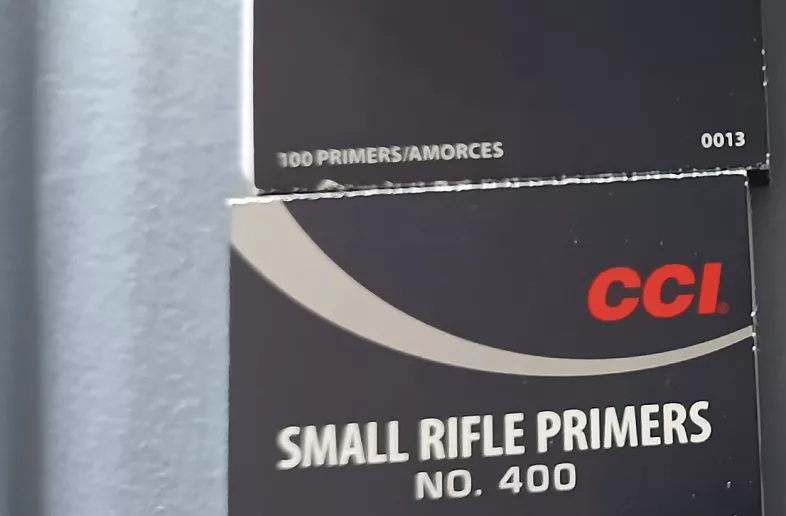 100 PRIMERS/AMORCES
0013
CCI®
SMALL RIFLE PRIMERS
NO. 400